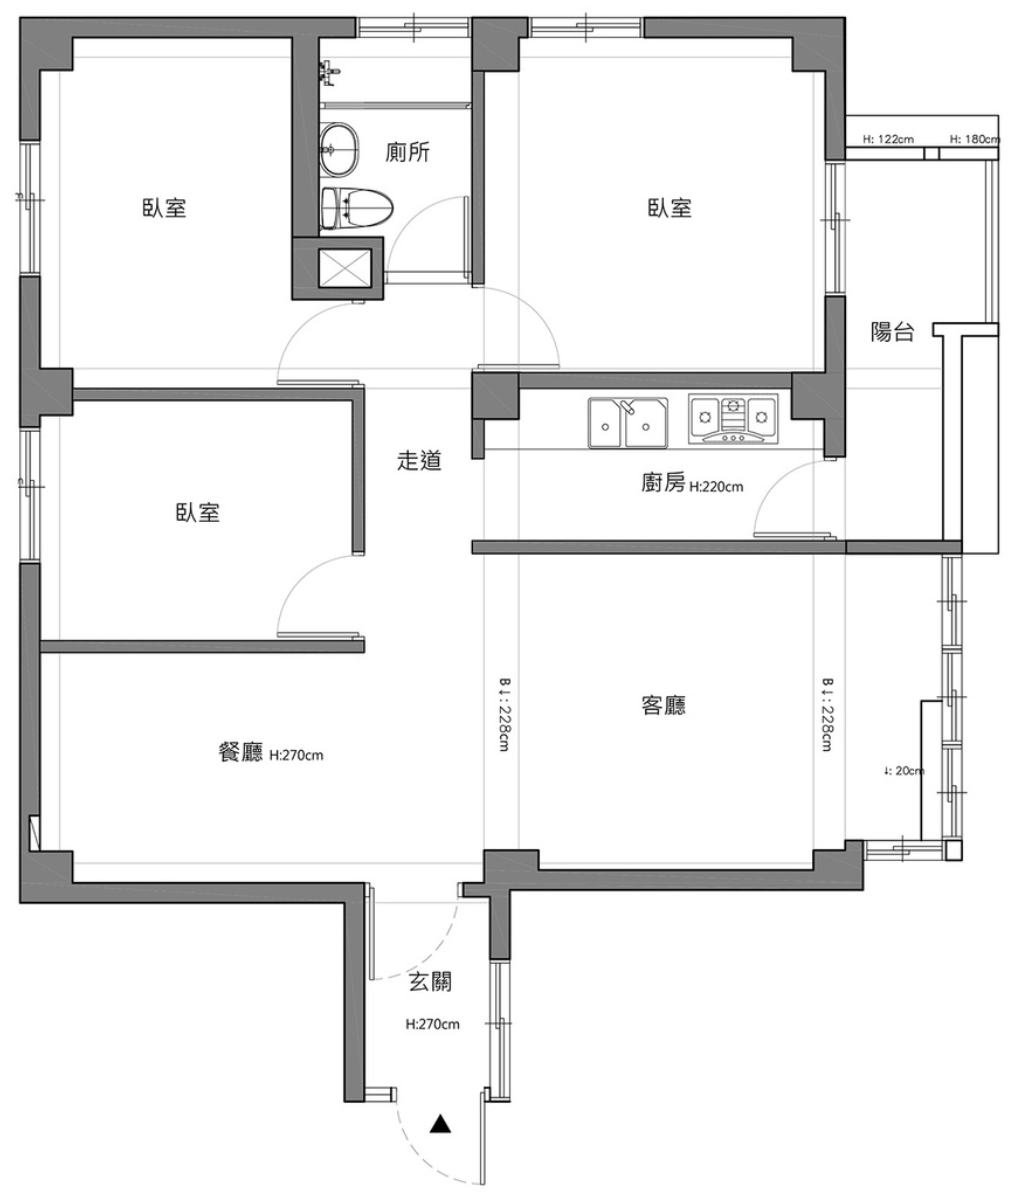 H: 122cm
H: 180cm
廁所
臥室
臥室
陽台
走道
廚房 H:220cm
臥室
B↓: 228cm
客廳
B↓: 228cm
餐廳 H:270cm
↓: 20cm
玄關
H:270cm